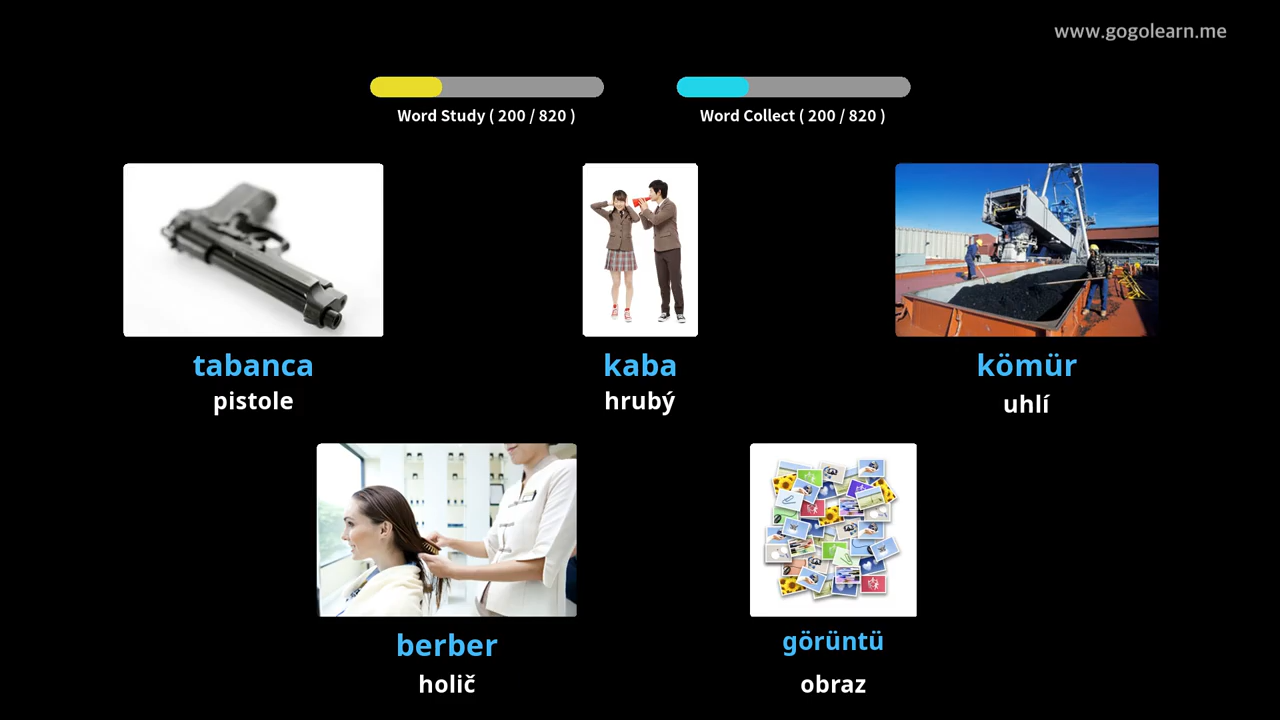 www.gogolearn.me
Word Study ( 200 / 820 )
Word Collect ( 200 / 820 )
tabanca
pistole
kaba
hrubý
kömür
uhlí
berber
holič
görüntü
obraz